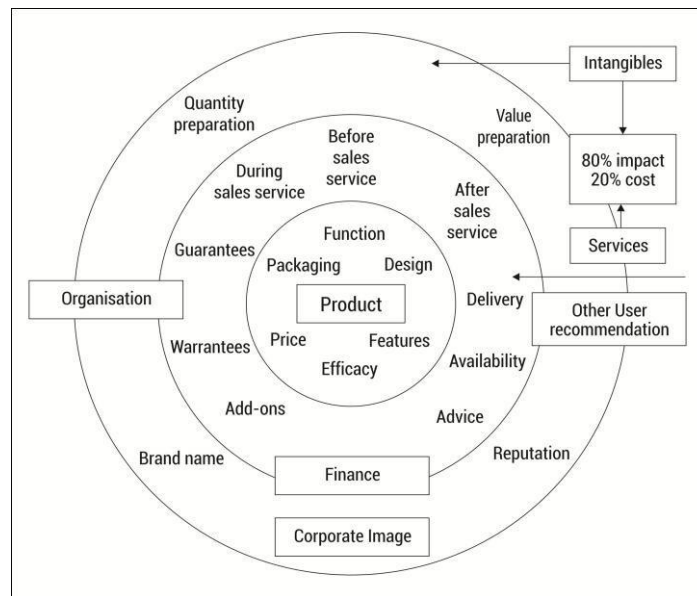 Intangibles
Quantity
preparation
Value
preparation
80% impact
20% cost
Before
sales
service
During
sales service
After
sales
service
Services
Guarantees
Function
Packaging
Design
Organisation
Product
Delivery
Other User
recommendation
Warrantees
Price
Features
Efficacy
Availability
Add-ons
Advice
Brand name
Finance
Reputation
Corporate Image